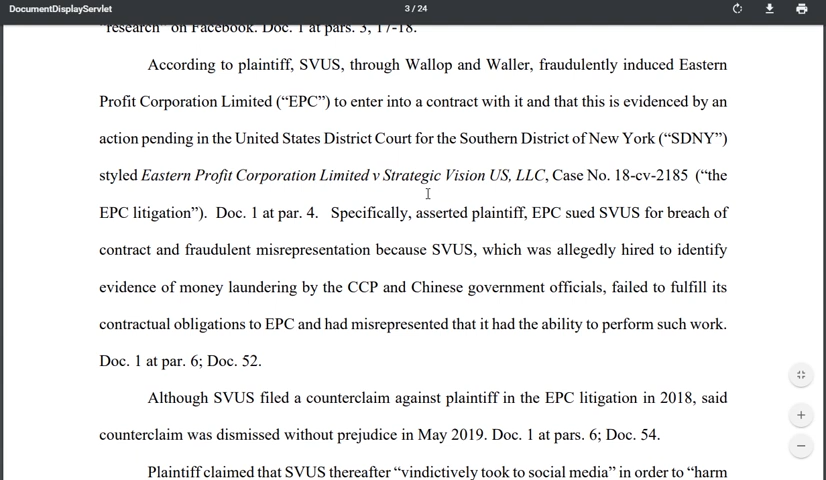 DocumentDisplayServlet
3 / 24
"research" on Facebook. Doc. 1 at pars. 3, 17-18.
According to plaintiff, SVUS, through Wallop and Waller, fraudulently induced Eastern
Profit Corporation Limited (“EPC”) to enter into a contract with it and that this is evidenced by an
action pending in the United States District Court for the Southern District of New York (“SDNY”)
styled Eastern Profit Corporation Limited v Strategic Vision US, LLC, Case No. 18-cv-2185 (“the
EPC litigation”). Doc. 1 at par. 4. Specifically, asserted plaintiff, EPC sued SVUS for breach of
contract and fraudulent misrepresentation because SVUS, which was allegedly hired to identify
evidence of money laundering by the CCP and Chinese government officials, failed to fulfill its
contractual obligations to EPC and had misrepresented that it had the ability to perform such work.
Doc. 1 at par. 6; Doc. 52.
Although SVUS filed a counterclaim against plaintiff in the EPC litigation in 2018, said
counterclaim was dismissed without prejudice in May 2019. Doc. 1 at pars. 6; Doc. 54.
Plaintiff claimed that SVUS thereafter “vindictively took to social media” in order to “harm